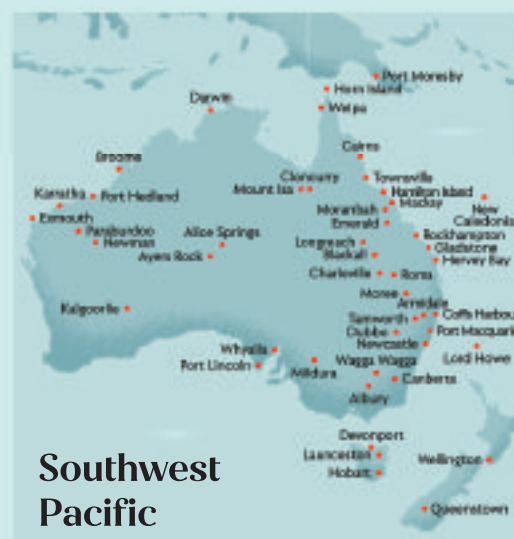 Port Moresby
Horn Island
Weipa
Darwin
Cairns
Broome
Cloncurry
Townsville
Mount Isa
Hamilton Island
Karratha
Port Hedland
Mackay
Moranbah
New
Caledonia
Exmouth
Emerald
Paraburdoo
Alice Springs
Rockhampton
Newman
Longreach
Gladstone
Ayers Rock
Blackall
Hervey Bay
Charleville
Roma
Moree
Armidale
Kalgoorlie
Tamworth
Coffs Harbou
Dubbo
Port Macquari
Newcastle
Whyalla
Lord Howe
Port Lincoln
Wagga Wagga
Mildura
Canberra
Albury
Devonport
Launceston
Wellington
Hobart
Queenstown
Southwest
Pacific